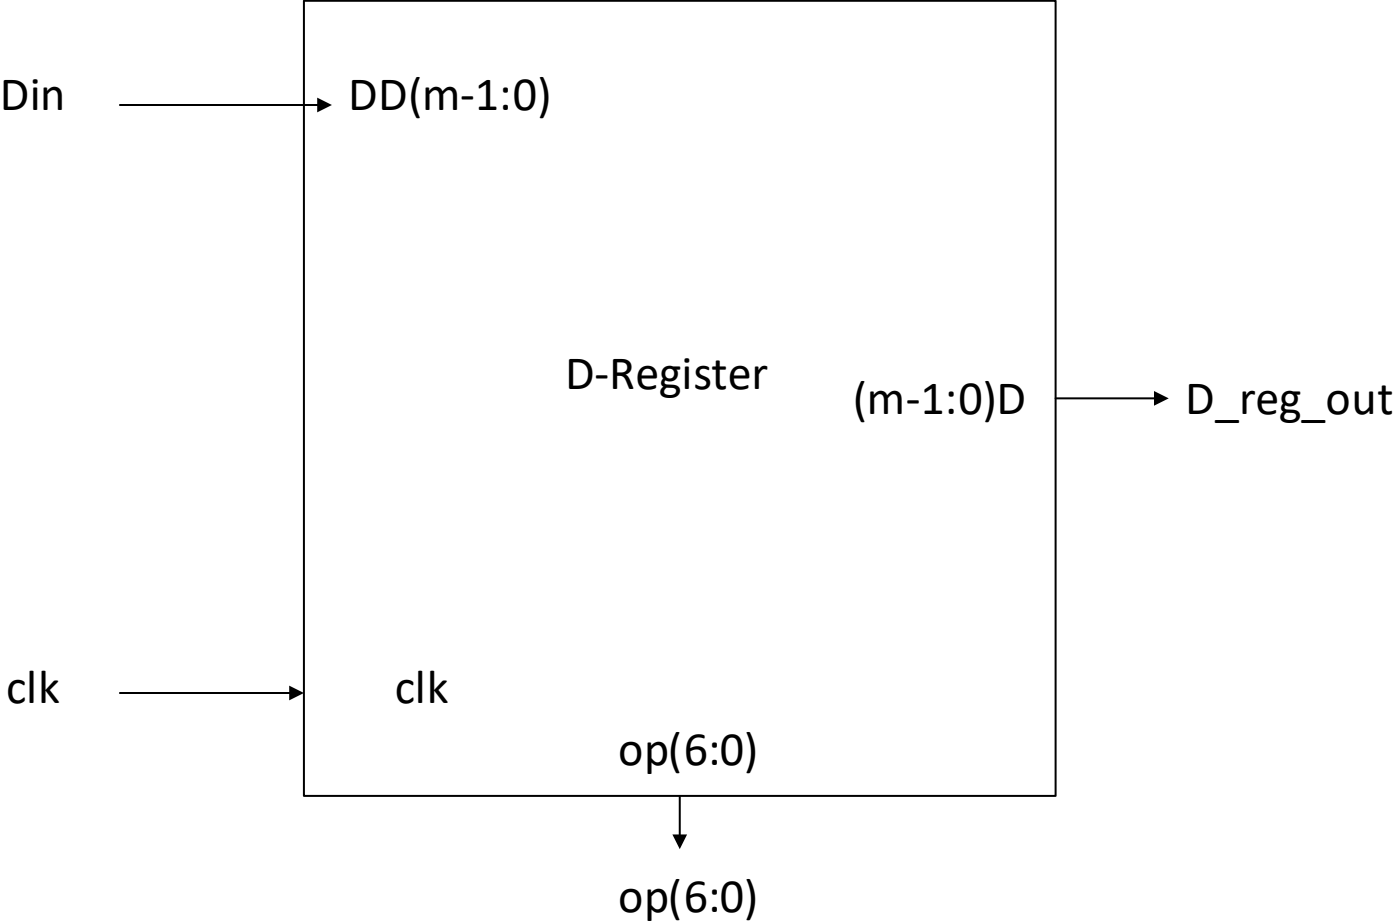 Din
DD(m-1:0)
D-Register
(m-1:0)D
D_reg_out
clk
clk
op(6:0)
op(6:0)